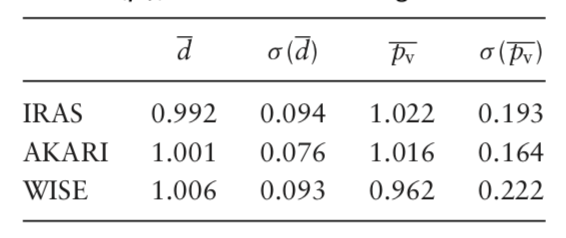 d̅ σ(d̅) p̅ᵥ σ(p̅ᵥ)
IRAS 0.992 0.094 1.022 0.193
AKARI 1.001 0.076 1.016 0.164
WISE 1.006 0.093 0.962 0.222